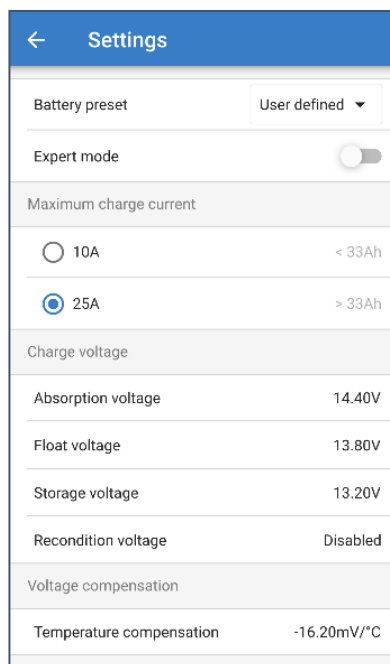 Settings
Battery preset User defined
Expert mode
Maximum charge current
10A < 33Ah
25A > 33Ah
Charge voltage
Absorption voltage 14.40V
Float voltage 13.80V
Storage voltage 13.20V
Recondition voltage Disabled
Voltage compensation
Temperature compensation -16.20mV/°C